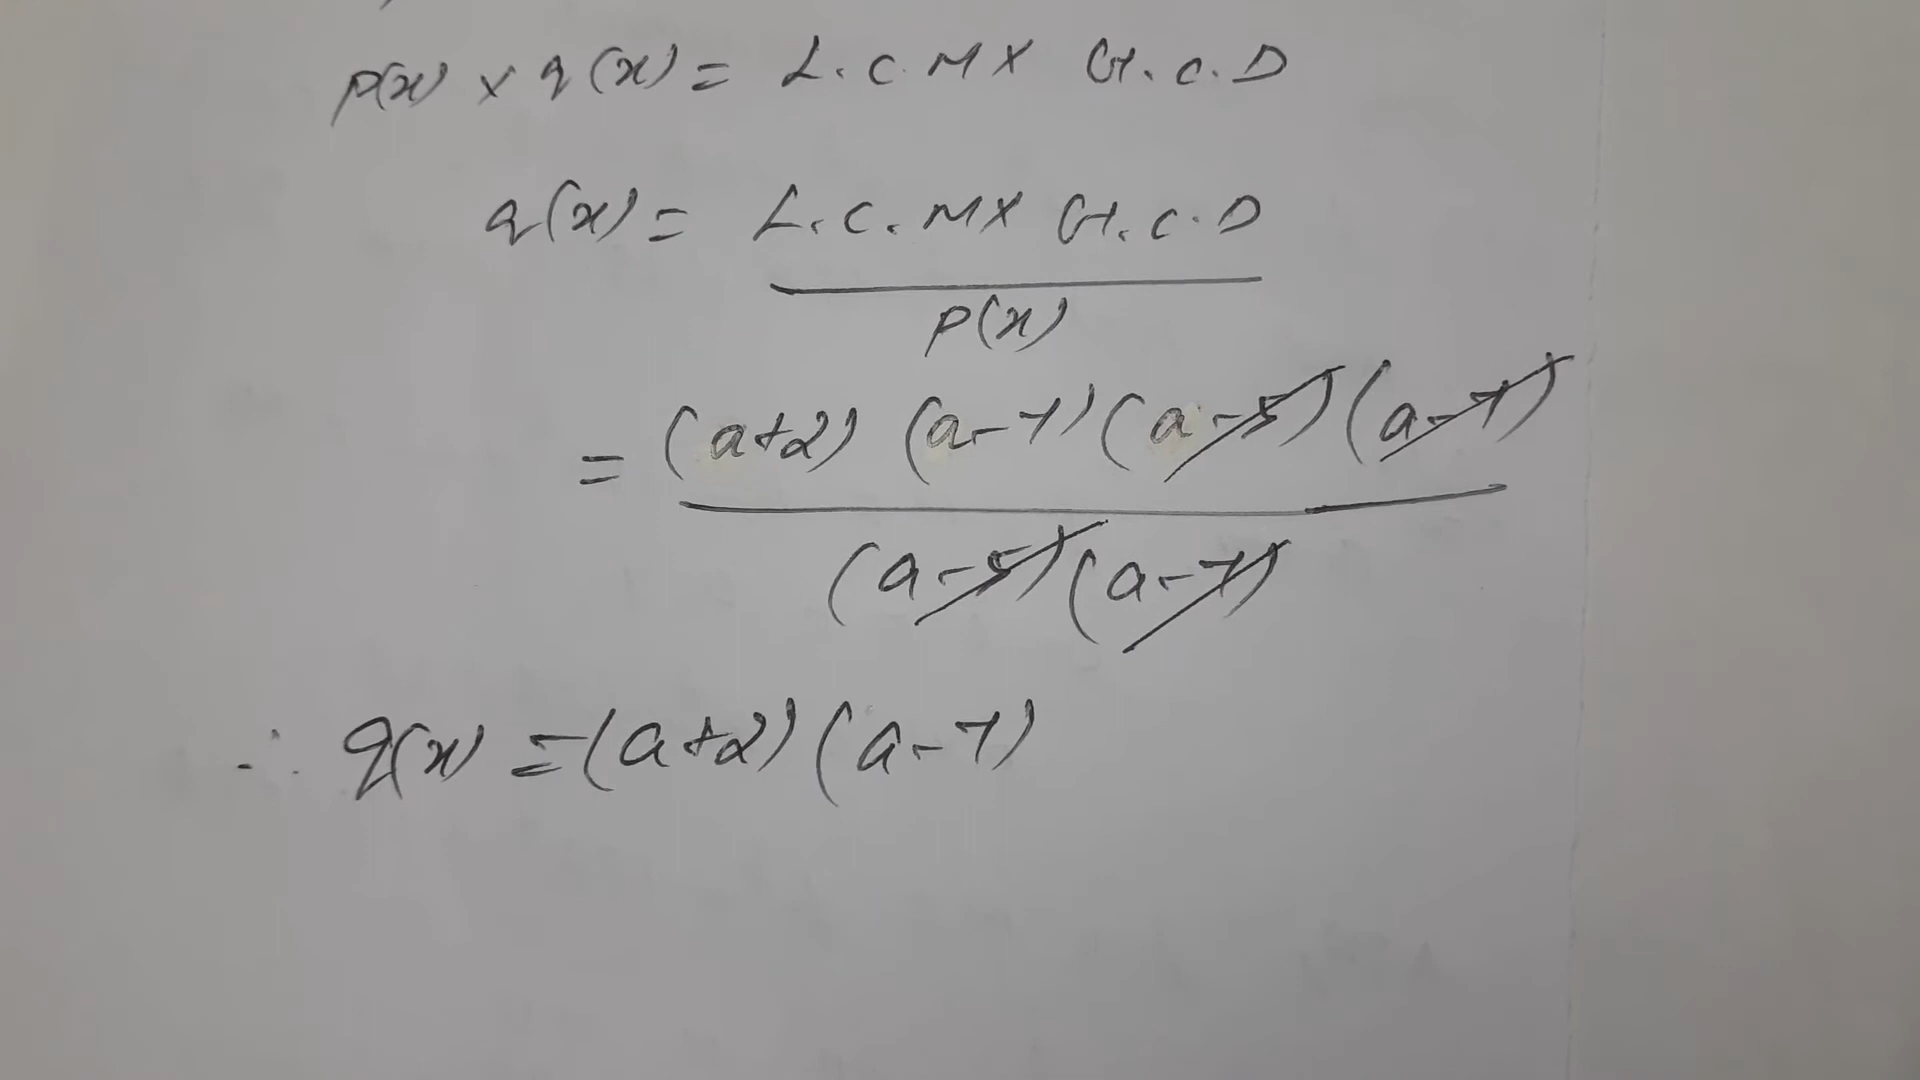 p(x) x q(x) = L.C.M x G.C.D
q(x) = L.C.M x G.C.D
p(x)
= (a+2) (a-7) (a-5) (a-7)
(a-5) (a-7)
∴ q(x) = (a+2) (a-7)